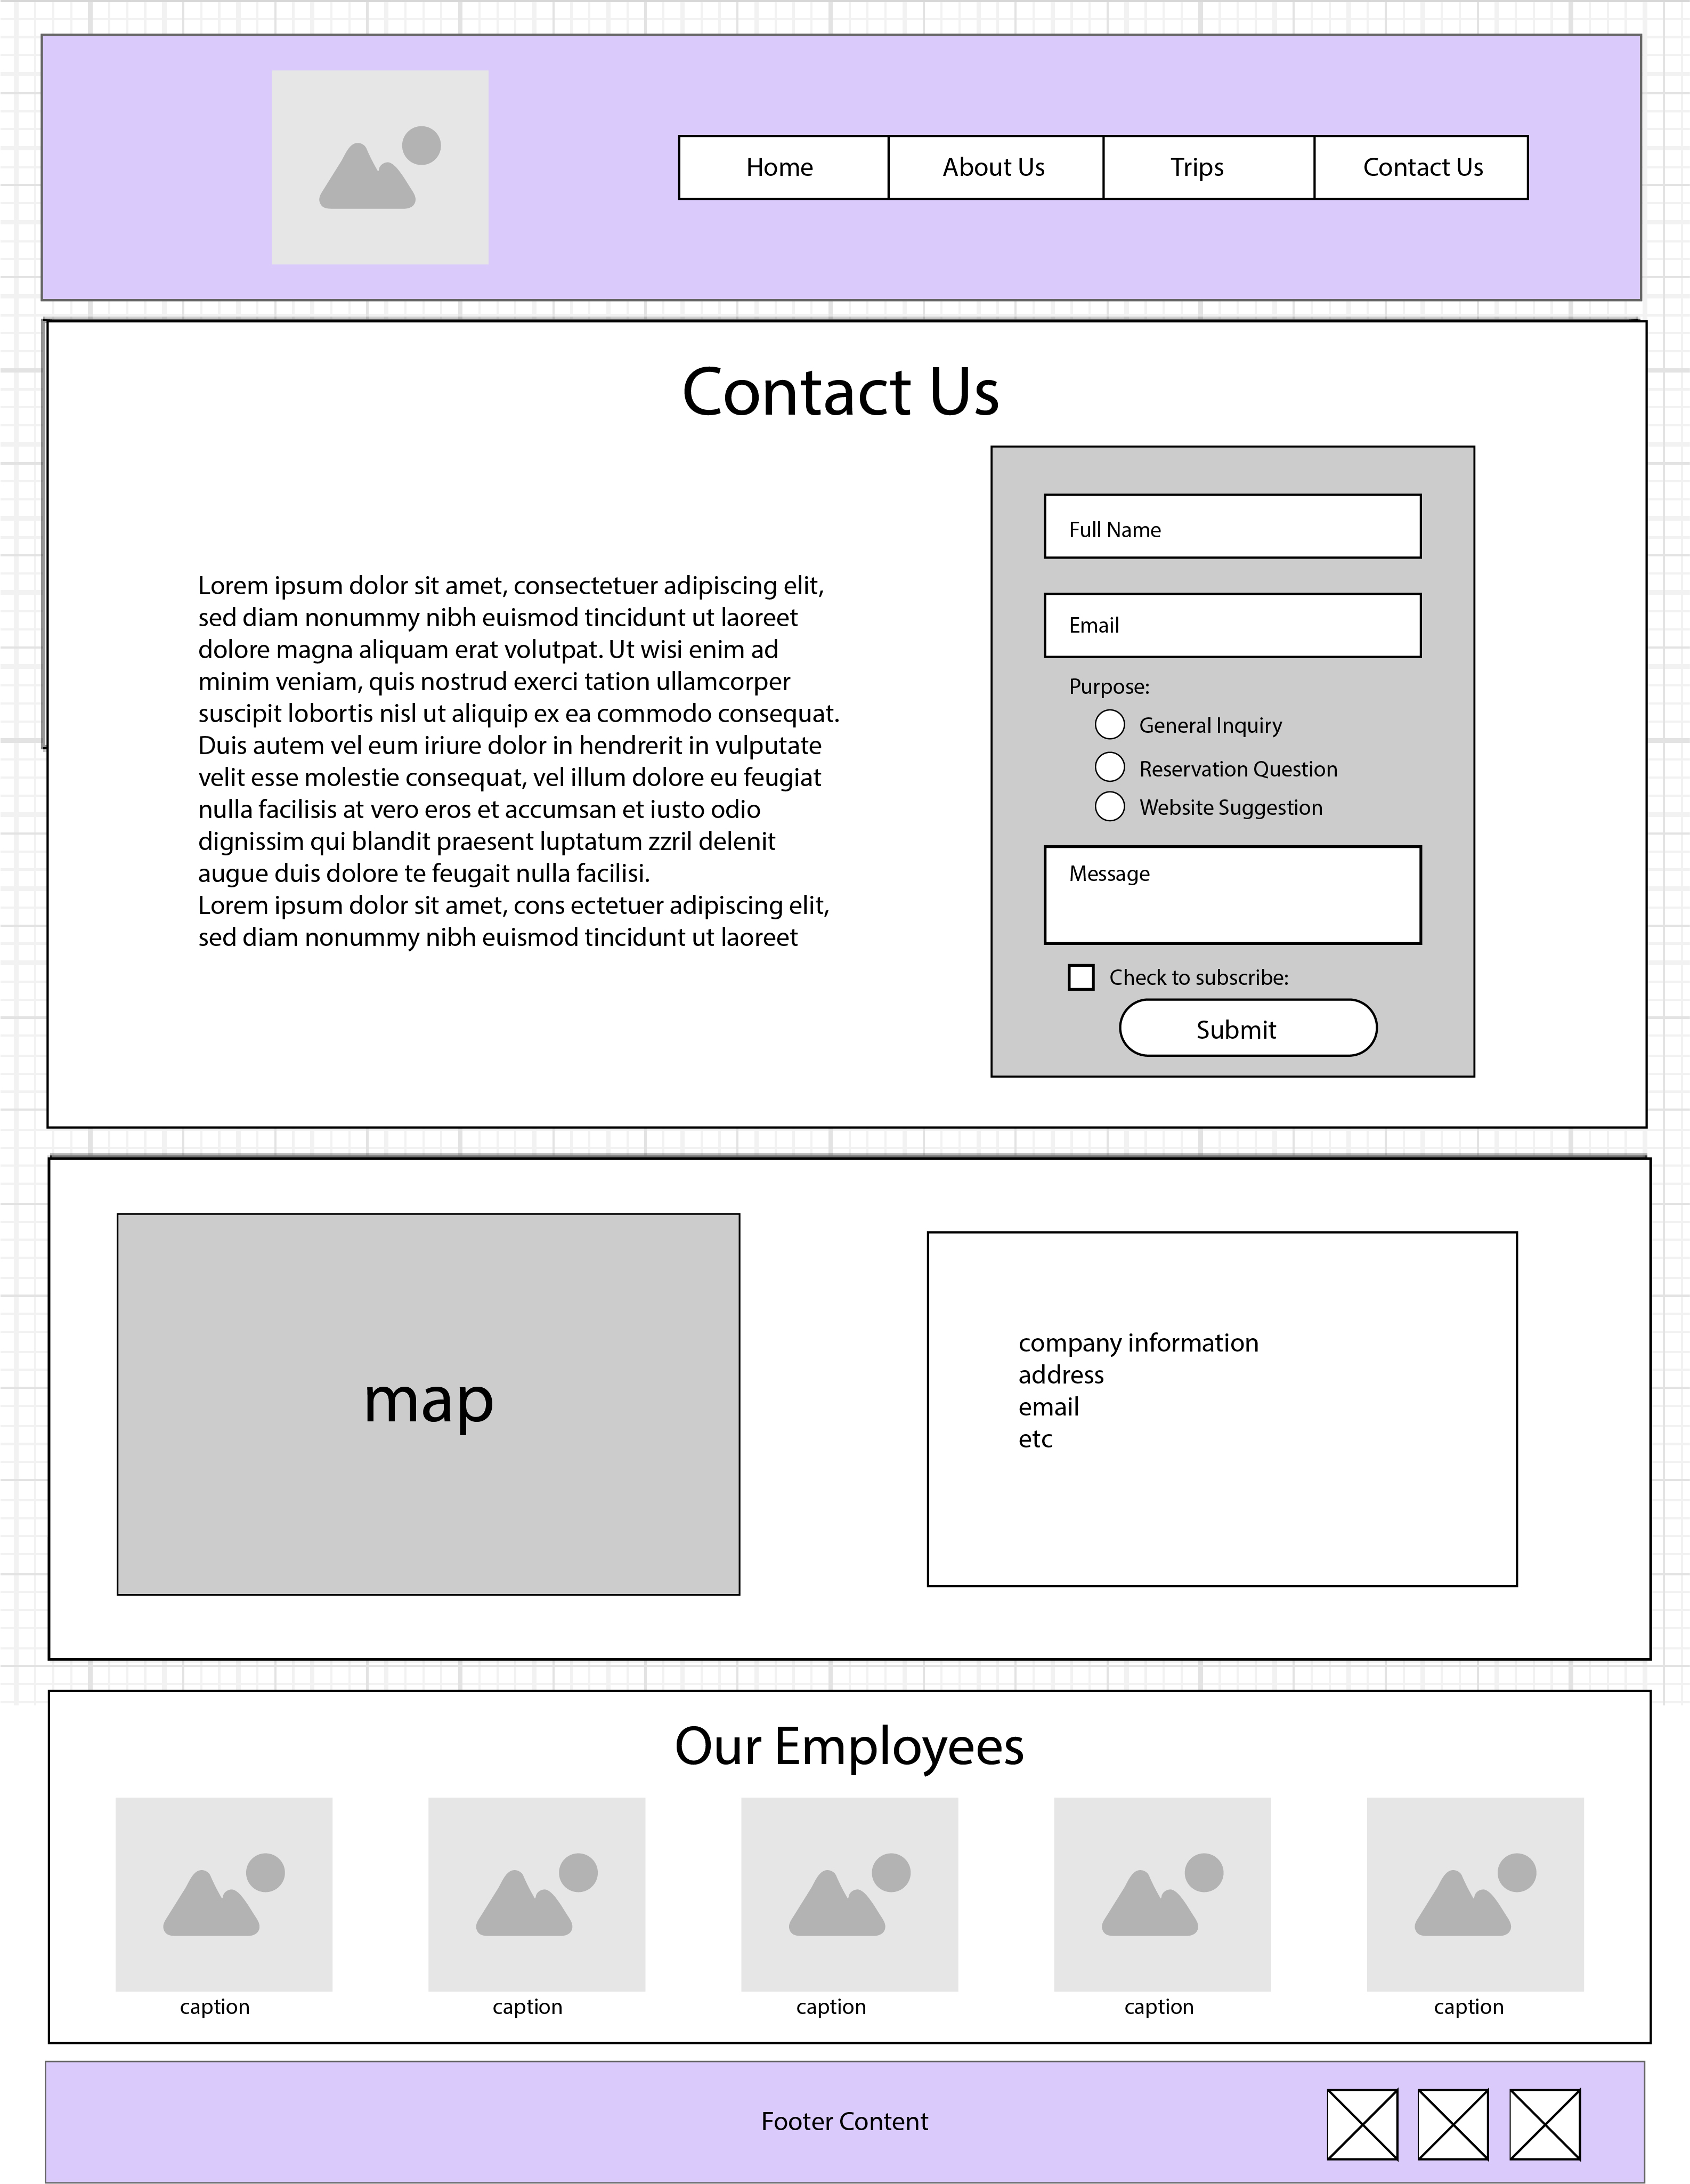 Home
About Us
Trips
Contact Us
Contact Us
Lorem ipsum dolor sit amet, consectetuer adipiscing elit,
sed diam nonummy nibh euismod tincidunt ut laoreet
dolore magna aliquam erat volutpat. Ut wisi enim ad
minim veniam, quis nostrud exerci tation ullamcorper
suscipit lobortis nisl ut aliquip ex ea commodo consequat.
Duis autem vel eum iriure dolor in hendrerit in vulputate
velit esse molestie consequat, vel illum dolore eu feugiat
nulla facilisis at vero eros et accumsan et iusto odio
dignissim qui blandit praesent luptatum zzril delenit
augue duis dolore te feugait nulla facilisi.
Lorem ipsum dolor sit amet, cons ectetuer adipiscing elit,
sed diam nonummy nibh euismod tincidunt ut laoreet
Full Name
Email
Purpose:
General Inquiry
Reservation Question
Website Suggestion
Message
Check to subscribe:
Submit
map
company information
address
email
etc
Our Employees
caption
caption
caption
caption
caption
Footer Content